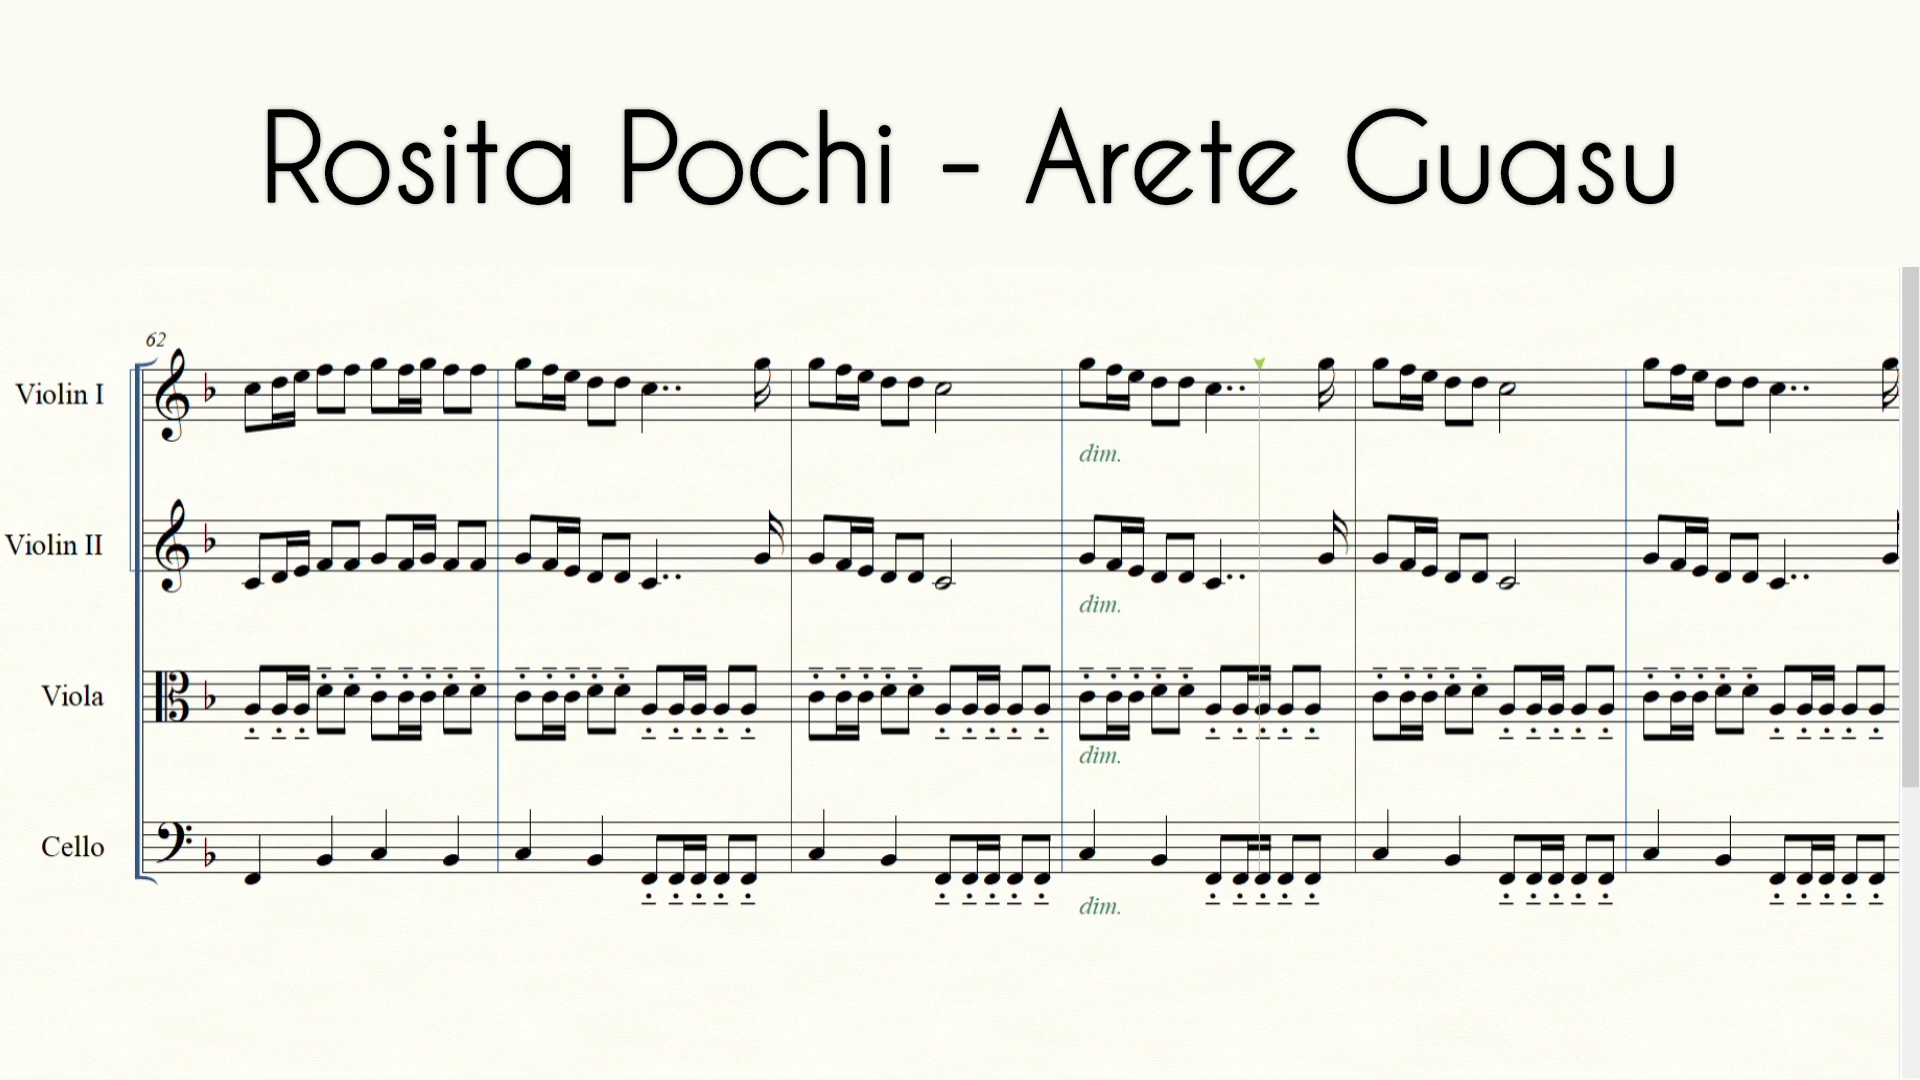 Rosita Pochi - Arete Guasu
62
Violin I
dim.
Violin II
dim.
Viola
dim.
Cello
dim.